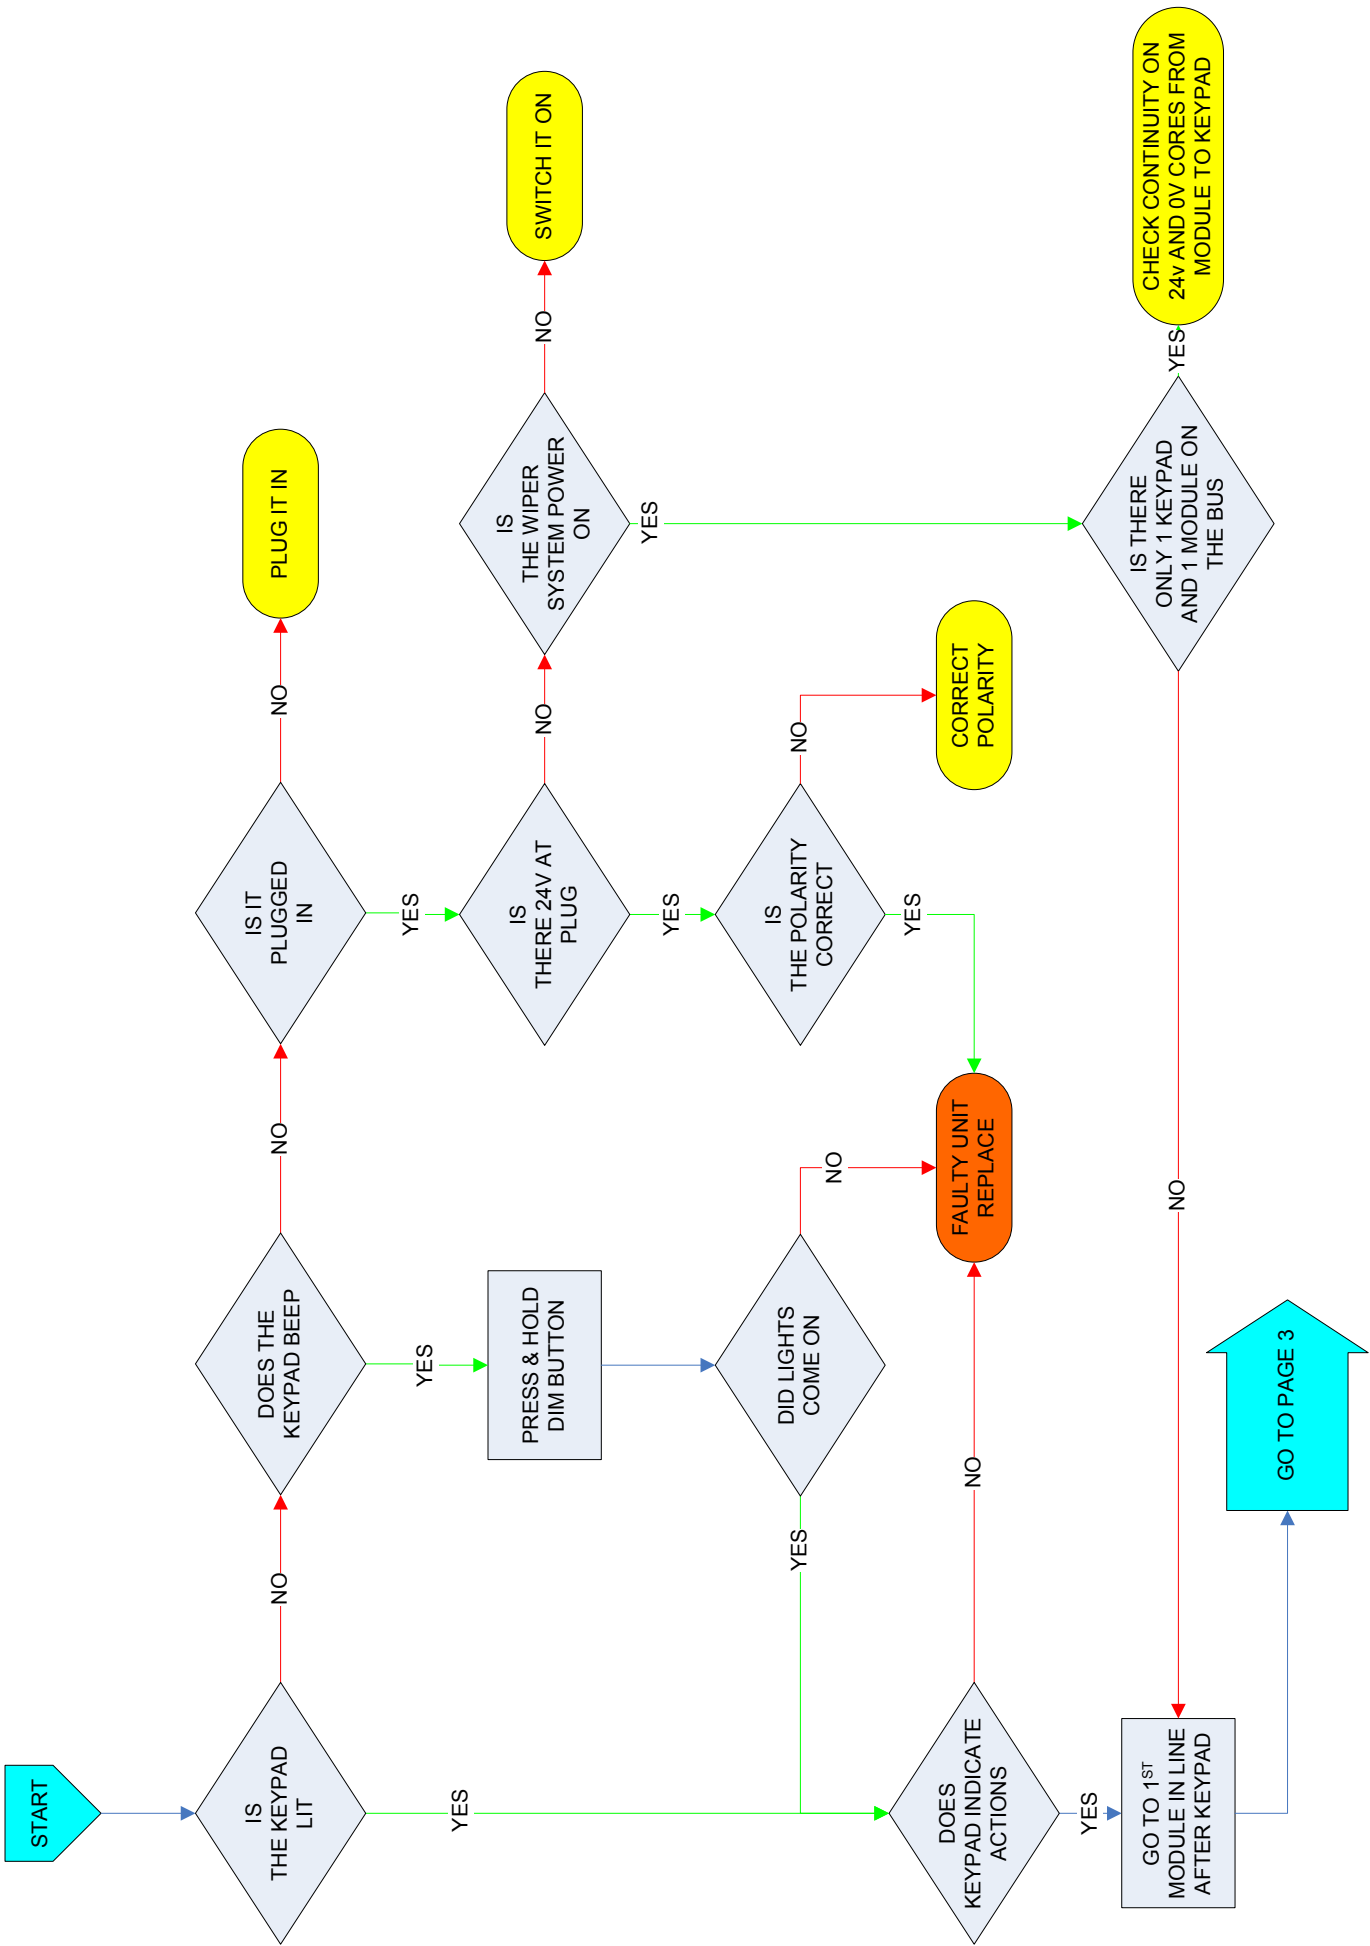 START
IS
THE KEYPAD
LIT
NO
DOES THE
KEYPAD BEEP
NO
IS IT
PLUGGED
IN
NO
PLUG IT IN
YES
YES
YES
PRESS & HOLD
DIM BUTTON
IS
THERE 24V AT
PLUG
NO
IS
THE WIPER
SYSTEM POWER
ON
NO
SWITCH IT ON
YES
YES
DID LIGHTS
COME ON
YES
NO
IS
THE POLARITY
CORRECT
NO
YES
CORRECT
POLARITY
DOES
KEYPAD INDICATE
ACTIONS
NO
FAULTY UNIT
REPLACE
YES
GO TO 1ST
MODULE IN LINE
AFTER KEYPAD
NO
IS THERE
ONLY 1 KEYPAD
AND 1 MODULE ON
THE BUS
YES
CHECK CONTINUITY ON
24v AND 0V CORES FROM
MODULE TO KEYPAD
GO TO PAGE 3